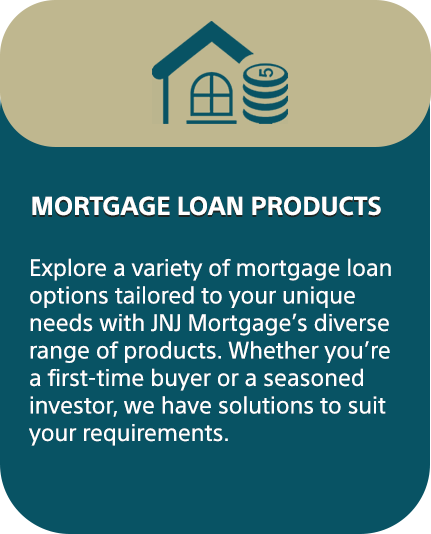 5
MORTGAGE LOAN PRODUCTS
Explore a variety of mortgage loan
options tailored to your unique
needs with JNJ Mortgage’s diverse
range of products. Whether you’re
a first-time buyer or a seasoned
investor, we have solutions to suit
your requirements.